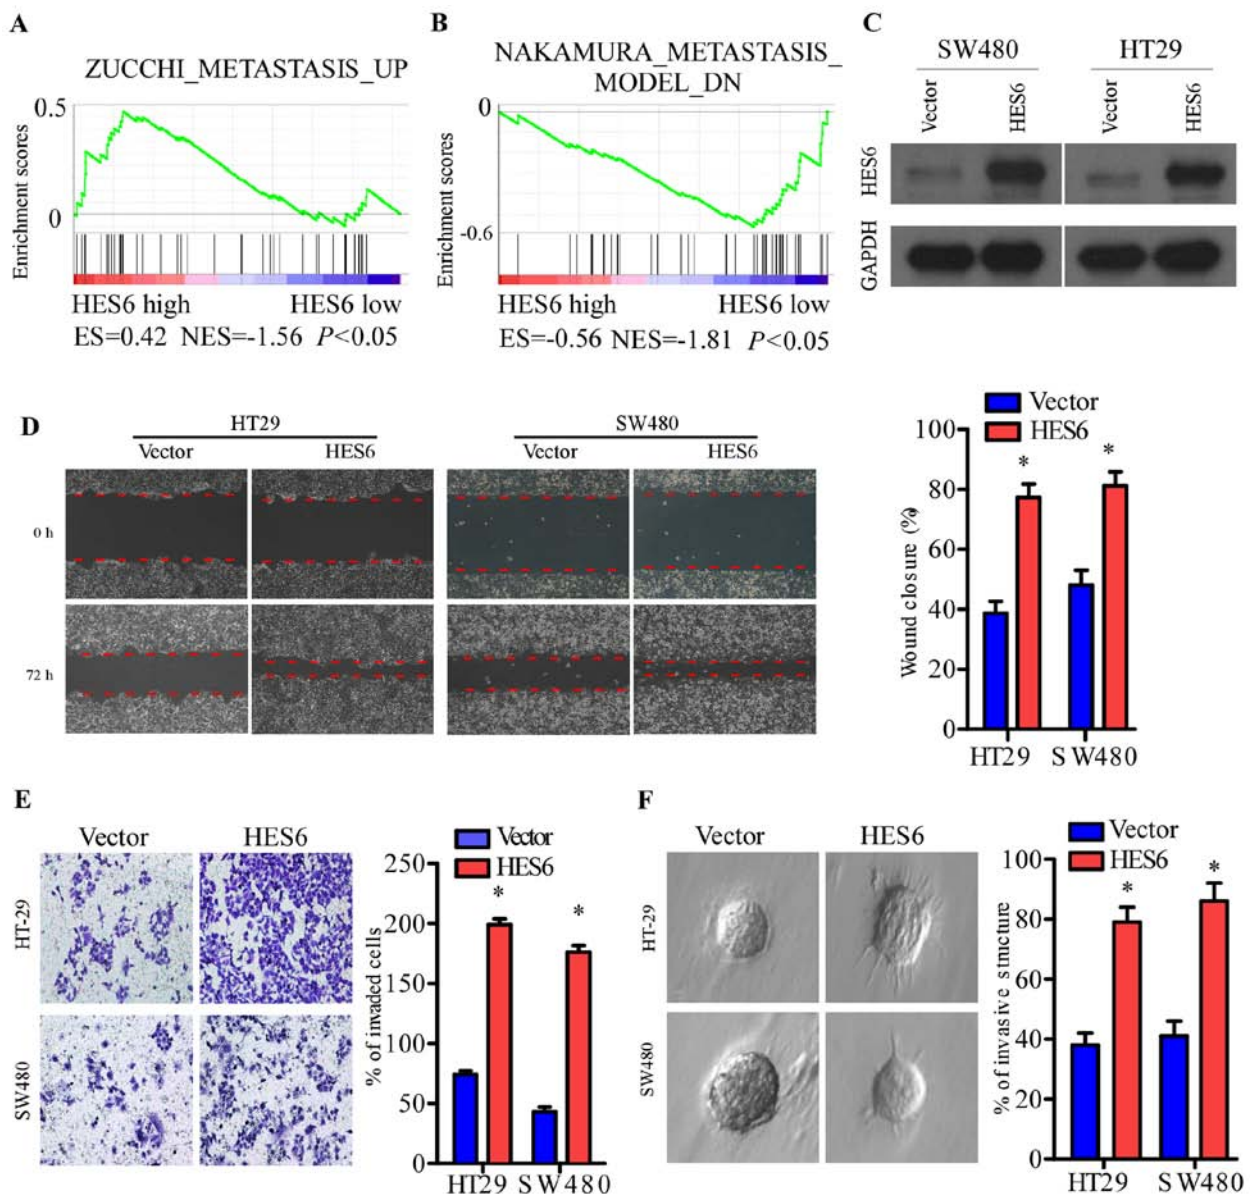 A
ZUCCHI_METASTASIS_UP
0.5
0
Enrichment scores
HES6 high HES6 low
ES=0.42 NES=-1.56 P<0.05
B
NAKAMURA_METASTASIS_
MODEL_DN
0
-0.6
Enrichment scores
HES6 high HES6 low
ES=-0.56 NES=-1.81 P<0.05
C
SW480 HT29
Vector HES6 Vector HES6
HES6
GAPDH
D
HT29 SW480
Vector HES6 Vector HES6
0 h
72 h
Vector
HES6
100
80
60
40
20
0
Wound closure (%)
* *
HT29 SW480
E
Vector HES6
HT-29
SW480
Vector
HES6
250
200
150
100
50
0
% of invaded cells
* *
HT29 SW480
F
Vector HES6
HT-29
SW480
Vector
HES6
100
80
60
40
20
0
% of invasive structure
* *
HT29 SW480